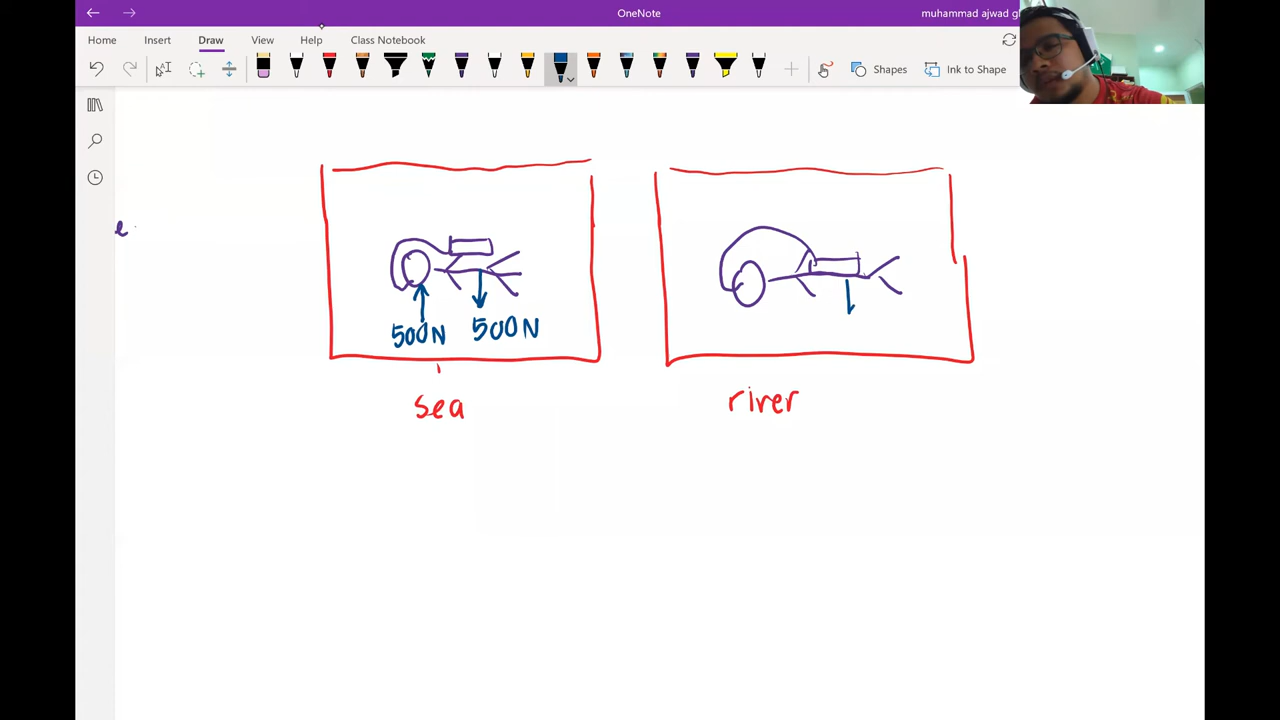 OneNote
muhammad ajwad g
Home Insert Draw View Help Class Notebook
Shapes Ink to Shape
e
500N 500N
sea river